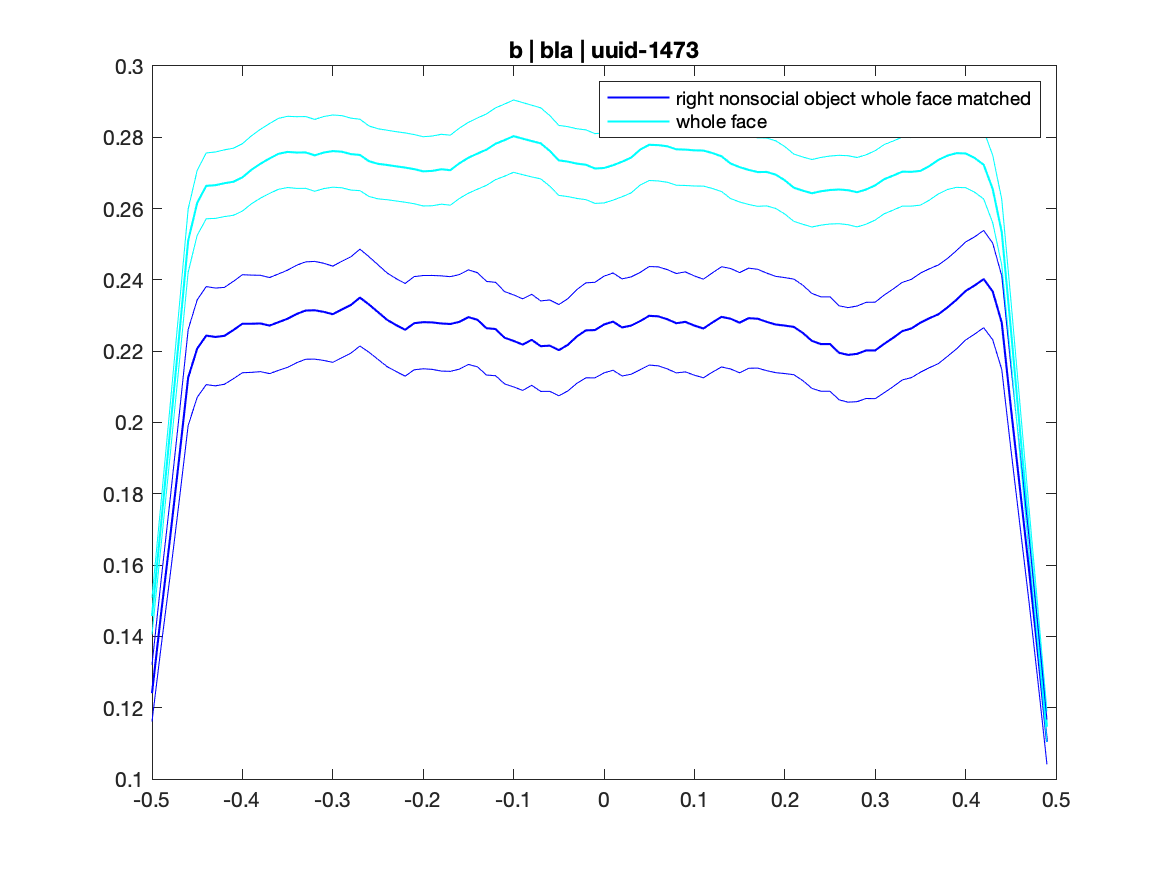 b | bla | uuid-1473
right nonsocial object whole face matched
whole face
0.3
0.28
0.26
0.24
0.22
0.2
0.18
0.16
0.14
0.12
0.1
-0.5 -0.4 -0.3 -0.2 -0.1 0 0.1 0.2 0.3 0.4 0.5